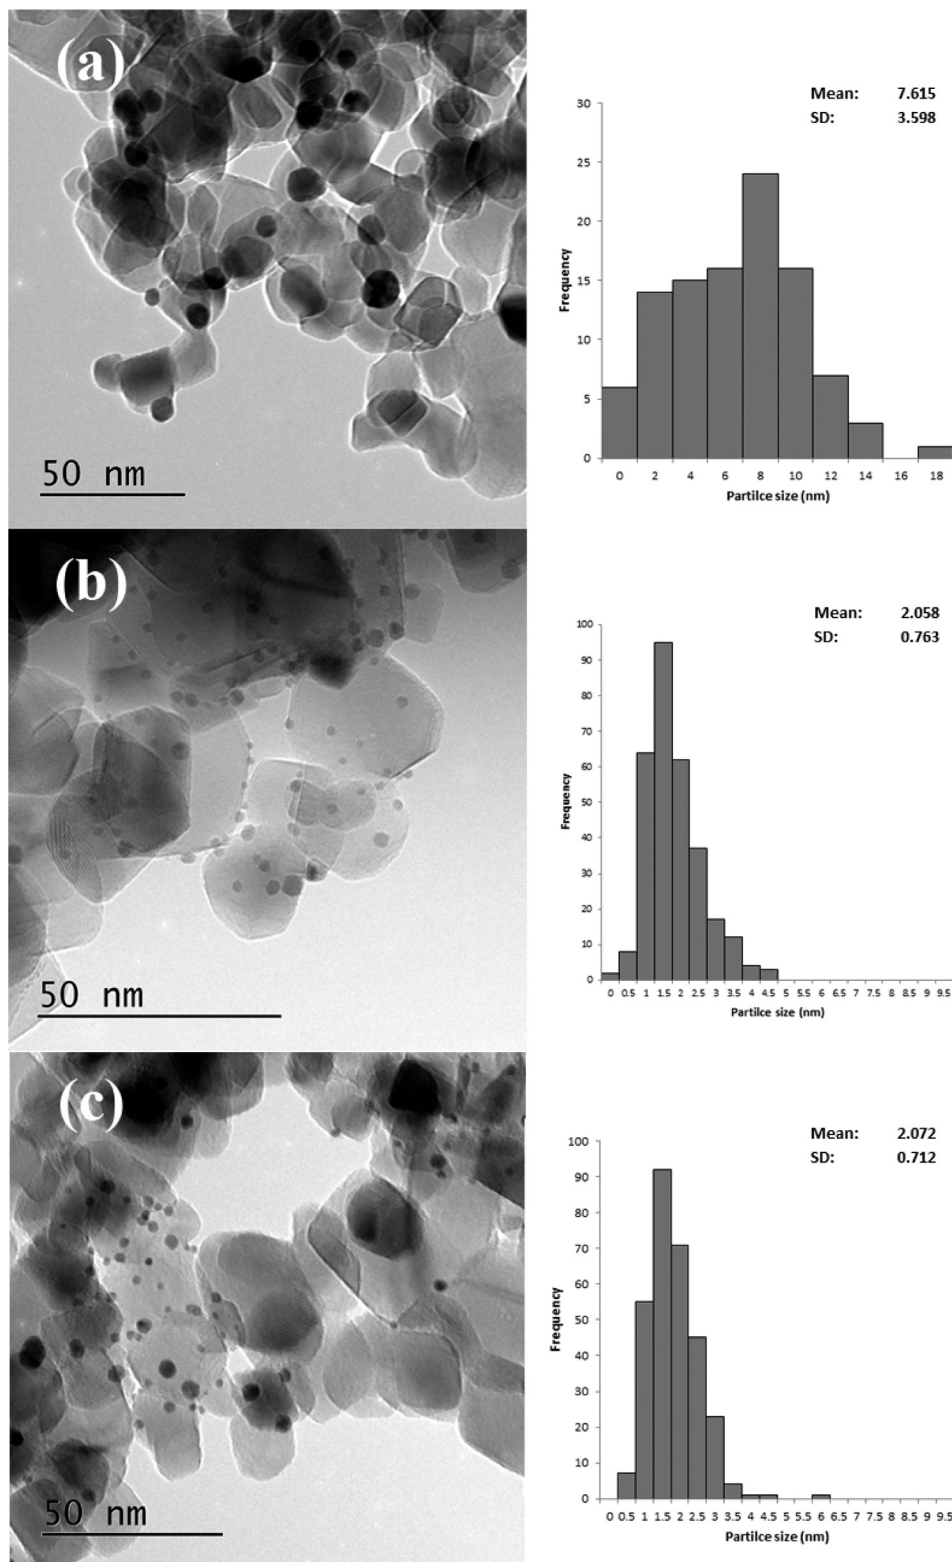 (a)
50 nm
Mean: 7.615
SD: 3.598
30
25
20
15
10
5
0
Frequency
0 2 4 6 8 10 12 14 16 18
Partilce size (nm)
(b)
50 nm
Mean: 2.058
SD: 0.763
100
90
80
70
60
50
40
30
20
10
0
Frequency
0 0.5 1 1.5 2 2.5 3 3.5 4 4.5 5 5.5 6 6.5 7 7.5 8 8.5 9 9.5
Partilce size (nm)
(c)
50 nm
Mean: 2.072
SD: 0.712
100
90
80
70
60
50
40
30
20
10
0
Frequency
0 0.5 1 1.5 2 2.5 3 3.5 4 4.5 5 5.5 6 6.5 7 7.5 8 8.5 9 9.5
Partilce size (nm)